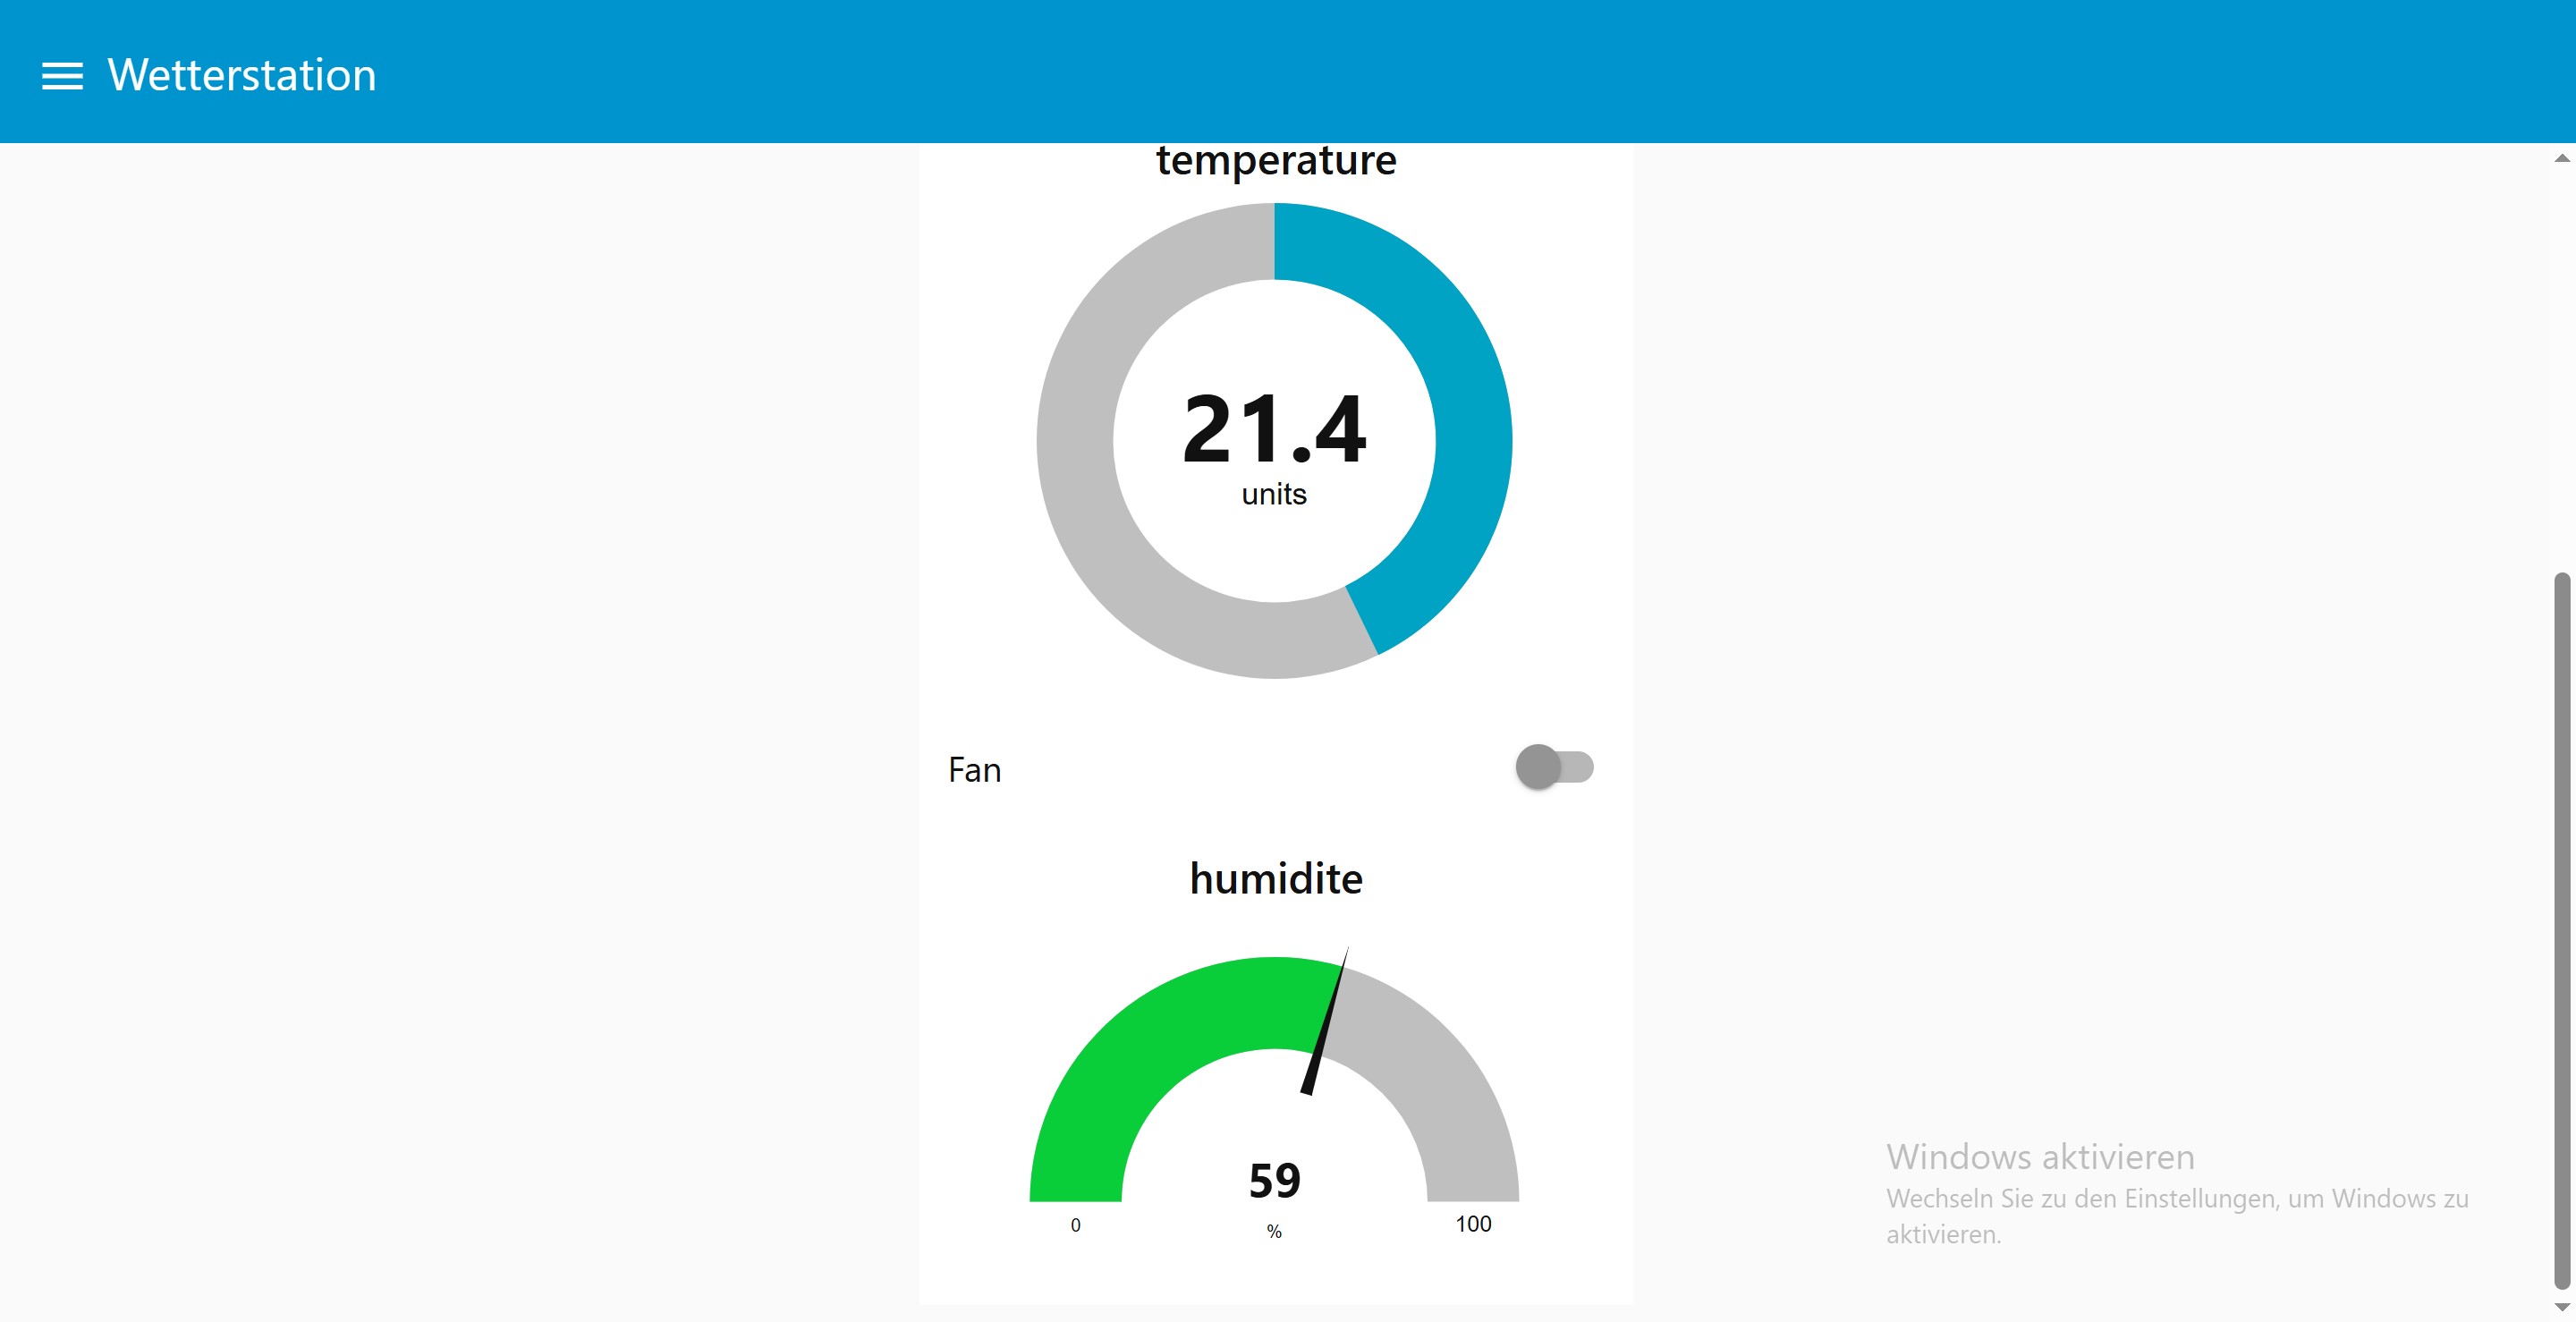 Wetterstation
temperature
21.4
units
Fan
humidite
59
0
%
100
Windows aktivieren
Wechseln Sie zu den Einstellungen, um Windows zu
aktivieren.